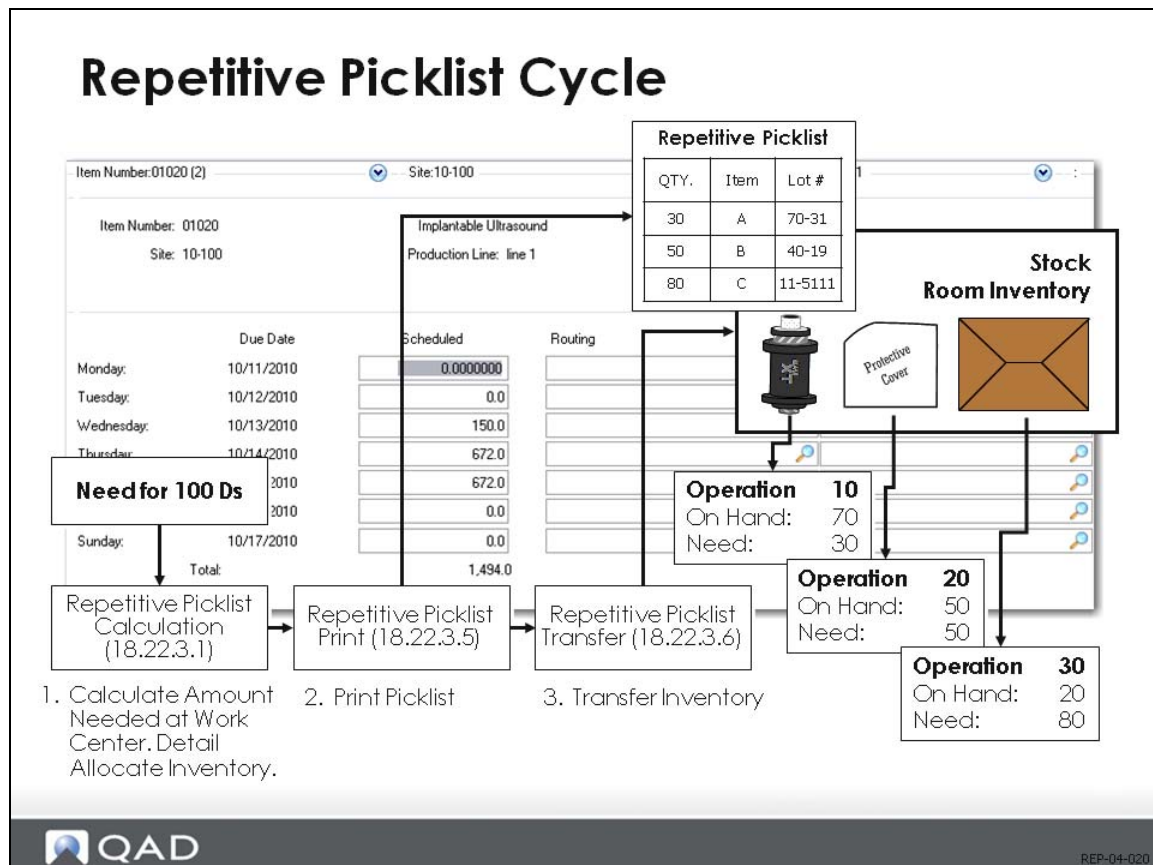 Repetitive Picklist Cycle
Repetitive Picklist
QTY. Item Lot #
30 A 70-31
50 B 40-19
80 C 11-5111
Item Number:01020 (2) Site:10-100 1 :
Item Number: 01020 Implantable Ultrasound
Site: 10-100 Production Line: line 1
Stock
Room Inventory
Protective
Cover
Due Date Scheduled Routing
Monday: 10/11/2010 0.0000000
Tuesday: 10/12/2010 0.0
Wednesday: 10/13/2010 150.0
Thursday: 10/14/2010 672.0
2010 672.0
2010 0.0
Sunday: 10/17/2010 0.0
Total: 1,494.0
Need for 100 Ds
Operation 10
On Hand: 70
Need: 30
Operation 20
On Hand: 50
Need: 50
Operation 30
On Hand: 20
Need: 80
Repetitive Picklist
Calculation
(18.22.3.1)
Repetitive Picklist
Print (18.22.3.5)
Repetitive Picklist
Transfer (18.22.3.6)
1. Calculate Amount
Needed at Work
Center. Detail
Allocate Inventory.
2. Print Picklist
3. Transfer Inventory
QAD
REP-04-020